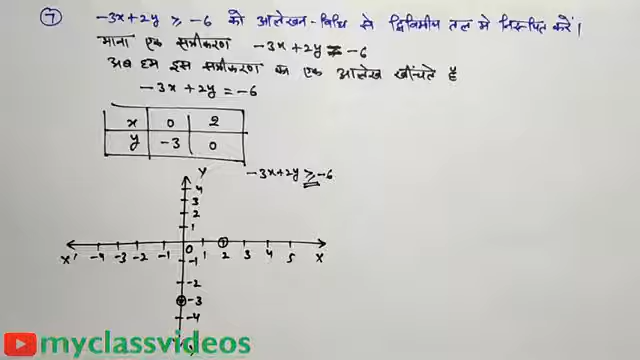 ⑦ -3x+2y ≥ -6 को आलेखन-विधि से द्विविमीय तल में निरूपित करें।
माना एक समीकरण -3x+2y = -6
अब हम इस समीकरण का एक आलेख खींचते है
-3x+2y = -6
x 0 2
y -3 0
-3x+2y ≥ -6
Y
4
3
2
1
X' -4 -3 -2 -1 0 1 2 3 4 5 X
-1
-2
-3
-4
myclassvideos